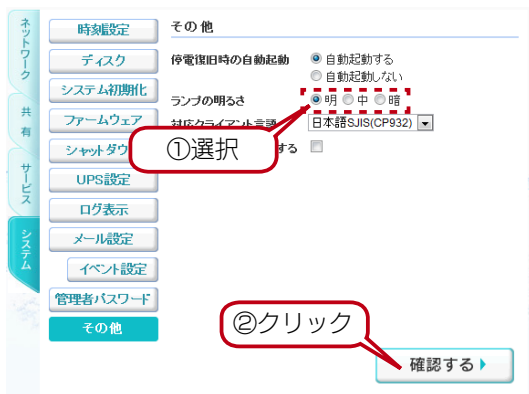 ネットワーク
共有
サービス
システム
時刻設定
ディスク
システム初期化
ファームウェア
シャットダウ
UPS設定
ログ表示
メール設定
イベント設定
管理者パスワード
その他
その他
停電復旧時の自動起動
自動起動する
自動起動しない
ランプの明るさ
明 中 暗
対応クライアント言語
日本語SJIS(CP932)
する
①選択
②クリック
確認する